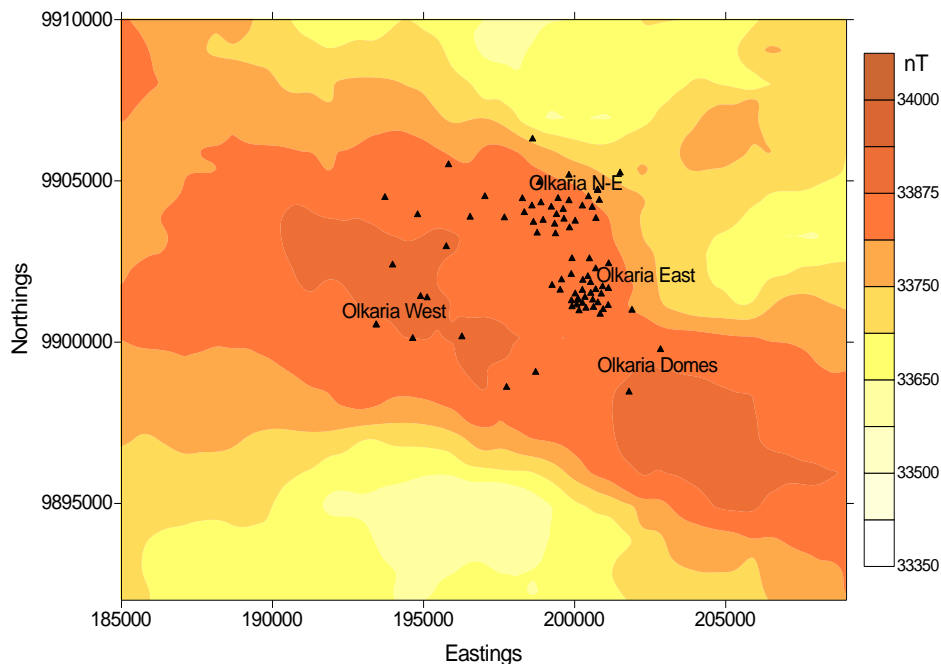 9910000
nT
34000
9905000
Olkaria N-E
33875
Olkaria East
33750
Olkaria West
9900000
Olkaria Domes
33650
Northings
33500
9895000
33350
185000 190000 195000 200000 205000
Eastings